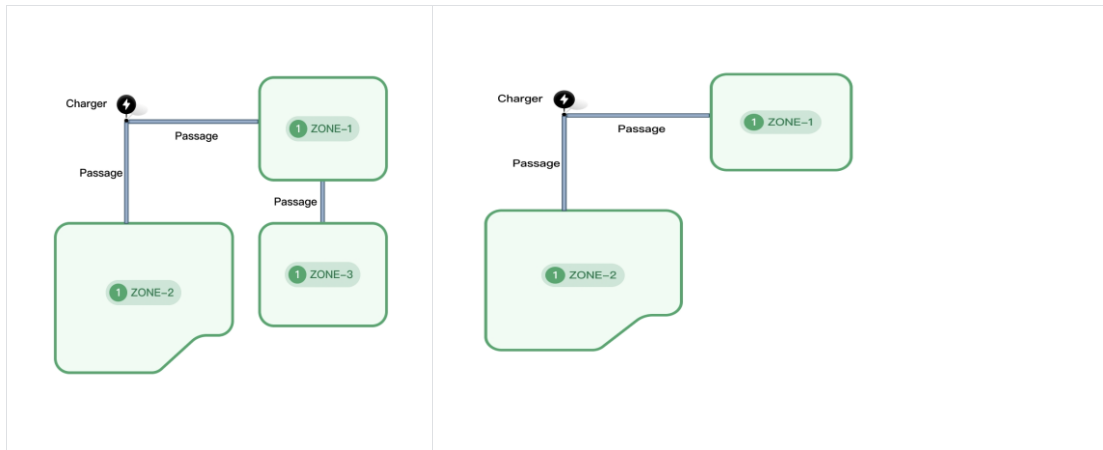 Charger
1 ZONE-1
Passage
Passage
Passage
1 ZONE-2
1 ZONE-3
Charger
1 ZONE-1
Passage
Passage
1 ZONE-2